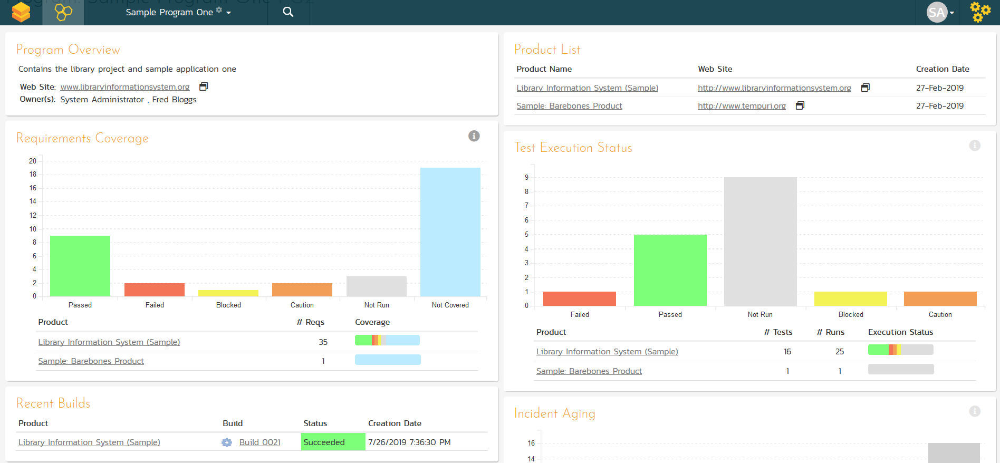 Program: Sample Program One PG2
Sample Program One
SA
Program Overview
Contains the library project and sample application one
Web Site: www.libraryinformationsystem.org
Owner(s): System Administrator , Fred Bloggs
Product List
Product Name Web Site Creation Date
Library Information System (Sample) http://www.libraryinformationsystem.org 27-Feb-2019
Sample: Barebones Product http://www.tempuri.org 27-Feb-2019
Requirements Coverage
20
18
16
14
12
10
8
6
4
2
0
Passed Failed Blocked Caution Not Run Not Covered
Product # Reqs Coverage
Library Information System (Sample) 35
Sample: Barebones Product 1
Test Execution Status
9
8
7
6
5
4
3
2
1
0
Failed Passed Not Run Blocked Caution
Product # Tests # Runs Execution Status
Library Information System (Sample) 16 25
Sample: Barebones Product 1 1
Recent Builds
Product Build Status Creation Date
Library Information System (Sample) Build 0021 Succeeded 7/26/2019 7:36:30 PM
Incident Aging
16
14